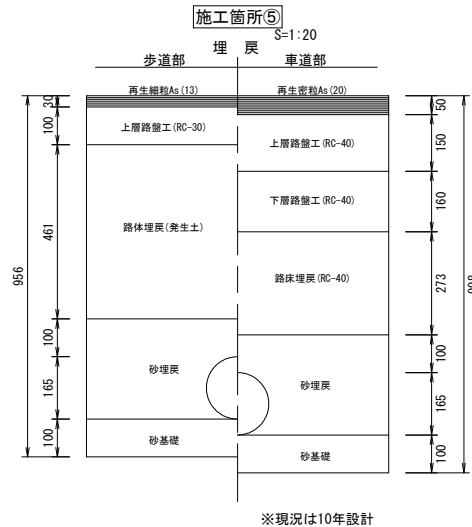 施工箇所⑤
S=1:20
埋 戻
歩道部 車道部
再生細粒As(13) 再生密粒As(20)
上層路盤工(RC-30)
上層路盤工(RC-40)
下層路盤工(RC-40)
路体埋戻(発生土)
路床埋戻(RC-40)
砂埋戻
砂埋戻
砂基礎
砂基礎
30
100
461
100
165
100
956
50
150
160
273
100
165
100
998
※現況は10年設計